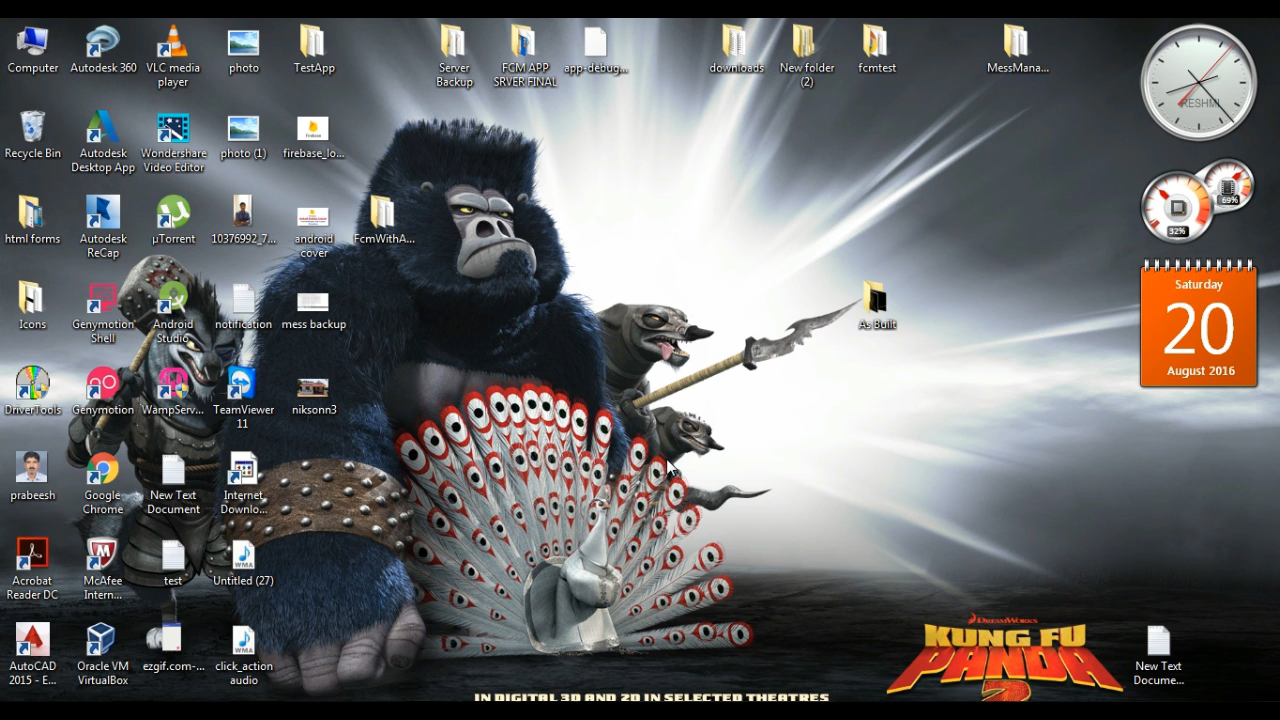 Computer
Autodesk 360
VLC media
player
photo
TestApp
Server
Backup
FCM APP
SRVER FINAL
app-debug...
downloads
New folder
(2)
fcmtest
MessMana...
RESHMI
Recycle Bin
Autodesk
Desktop App
Wondershare
Video Editor
photo (1)
firebase_lo...
69%
32%
html forms
Autodesk
ReCap
µTorrent
10376992_7...
android
cover
FcmWithA...
Icons
Genymotion
Shell
Android
Studio
notification
mess backup
As Built
Saturday
20
August 2016
DriverTools
Genymotion
WampServ...
TeamViewer
11
niksonn3
prabeesh
Google
Chrome
New Text
Document
Internet
Downlo...
Acrobat
Reader DC
McAfee
Intern...
test
WMA
Untitled (27)
AutoCAD
2015 - E...
Oracle VM
VirtualBox
ezgif.com-...
WMA
click_action
audio
DREAMWORKS
KUNG FU
PANDA
2
New Text
Docume...
IN DIGITAL 3D AND 2D IN SELECTED THEATRES